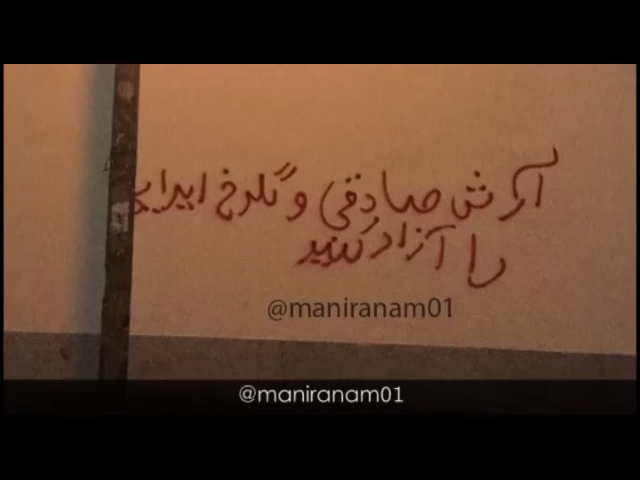 آرش صادقی و گلرخ ایرایی
را آزاد کنید
@maniranam01
@maniranam01